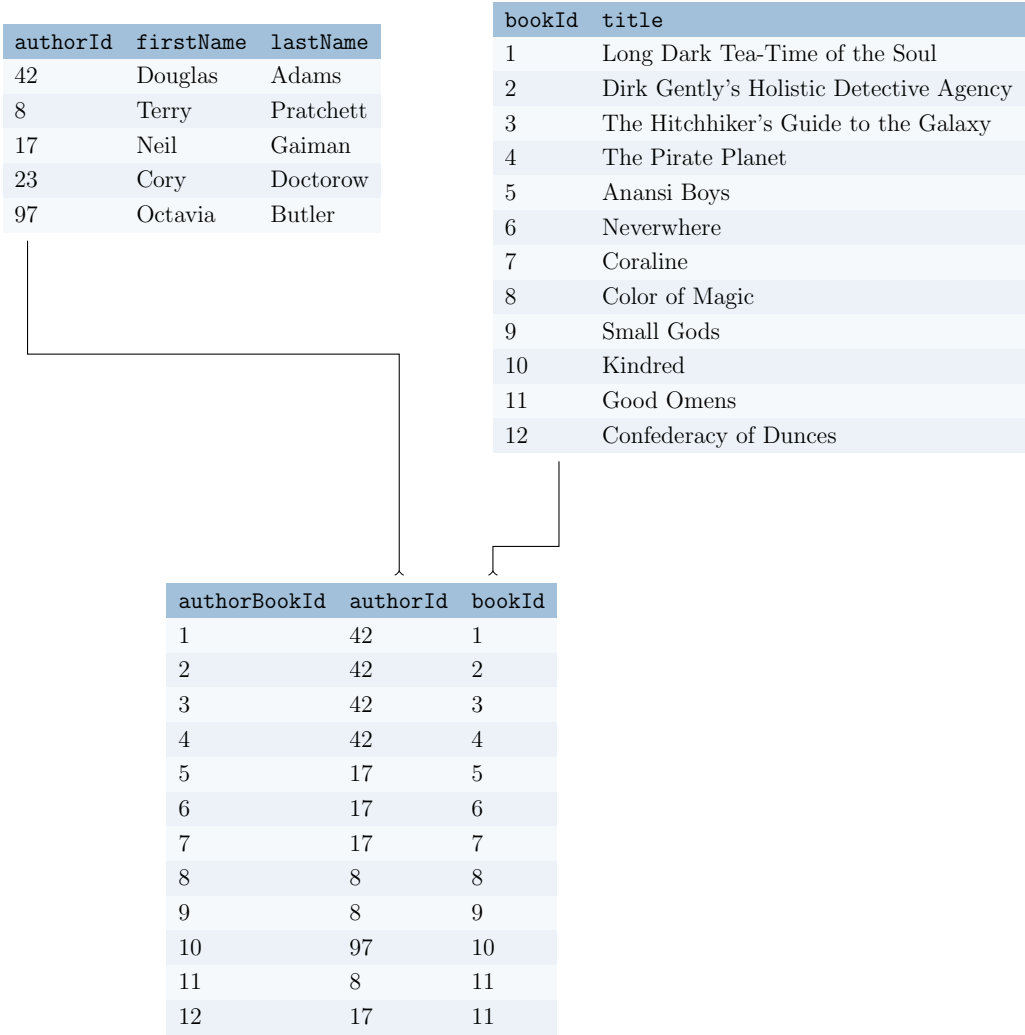 authorId firstName lastName
42 Douglas Adams
8 Terry Pratchett
17 Neil Gaiman
23 Cory Doctorow
97 Octavia Butler
bookId title
1 Long Dark Tea-Time of the Soul
2 Dirk Gently's Holistic Detective Agency
3 The Hitchhiker's Guide to the Galaxy
4 The Pirate Planet
5 Anansi Boys
6 Neverwhere
7 Coraline
8 Color of Magic
9 Small Gods
10 Kindred
11 Good Omens
12 Confederacy of Dunces
authorBookId authorId bookId
1 42 1
2 42 2
3 42 3
4 42 4
5 17 5
6 17 6
7 17 7
8 8 8
9 8 9
10 97 10
11 8 11
12 17 11